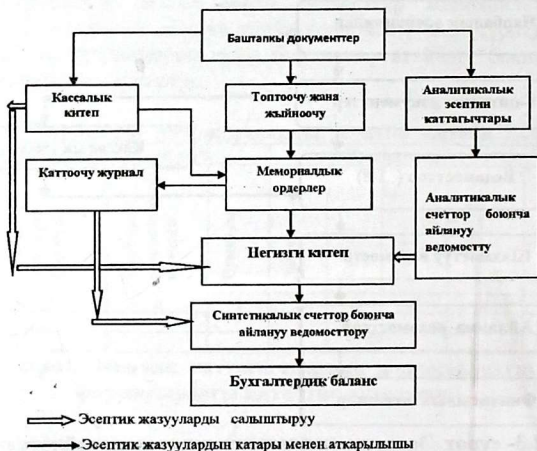 Баштапкы документтер
Кассалык
китеп
Топтоочу жана
жыйноочу
Аналитикалык
эсептин
каттагычтары
Каттоочу журнал
Мемориалдык
ордерлер
Аналитикалык
счеттор боюнча
айлануу
ведомостту
Негизги китеп
Синтетикалык счеттор боюнча
айлануу ведомосттору
Бухгалтердик баланс
Эсептик жазууларды салыштыруу
Эсептик жазуулардын катары менен аткарылышы